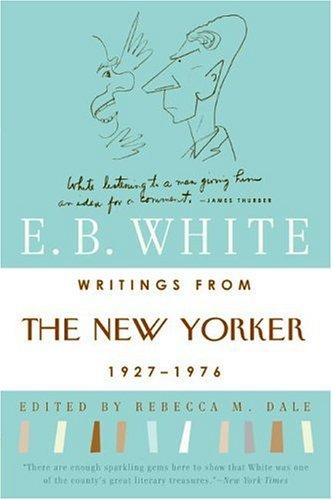 White listening to a man giving him
an idea for a comment. —JAMES THURBER
E. B. WHITE
WRITINGS FROM
THE NEW YORKER
1927–1976
EDITED BY REBECCA M. DALE
"There are enough sparkling gems here to show that White was one
of the county's great literary treasures."—New York Times